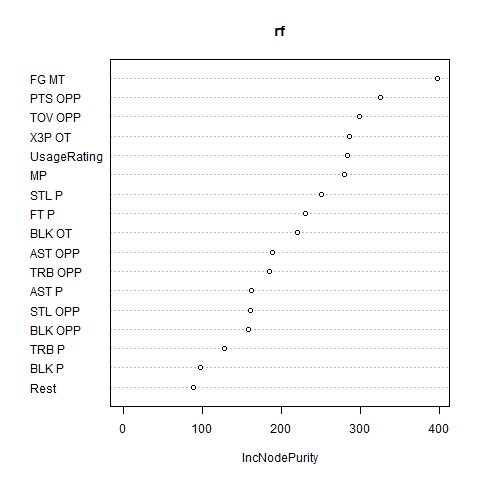 rf
FG MT
PTS OPP
TOV OPP
X3P OT
UsageRating
MP
STL P
FT P
BLK OT
AST OPP
TRB OPP
AST P
STL OPP
BLK OPP
TRB P
BLK P
Rest
0 100 200 300 400
IncNodePurity